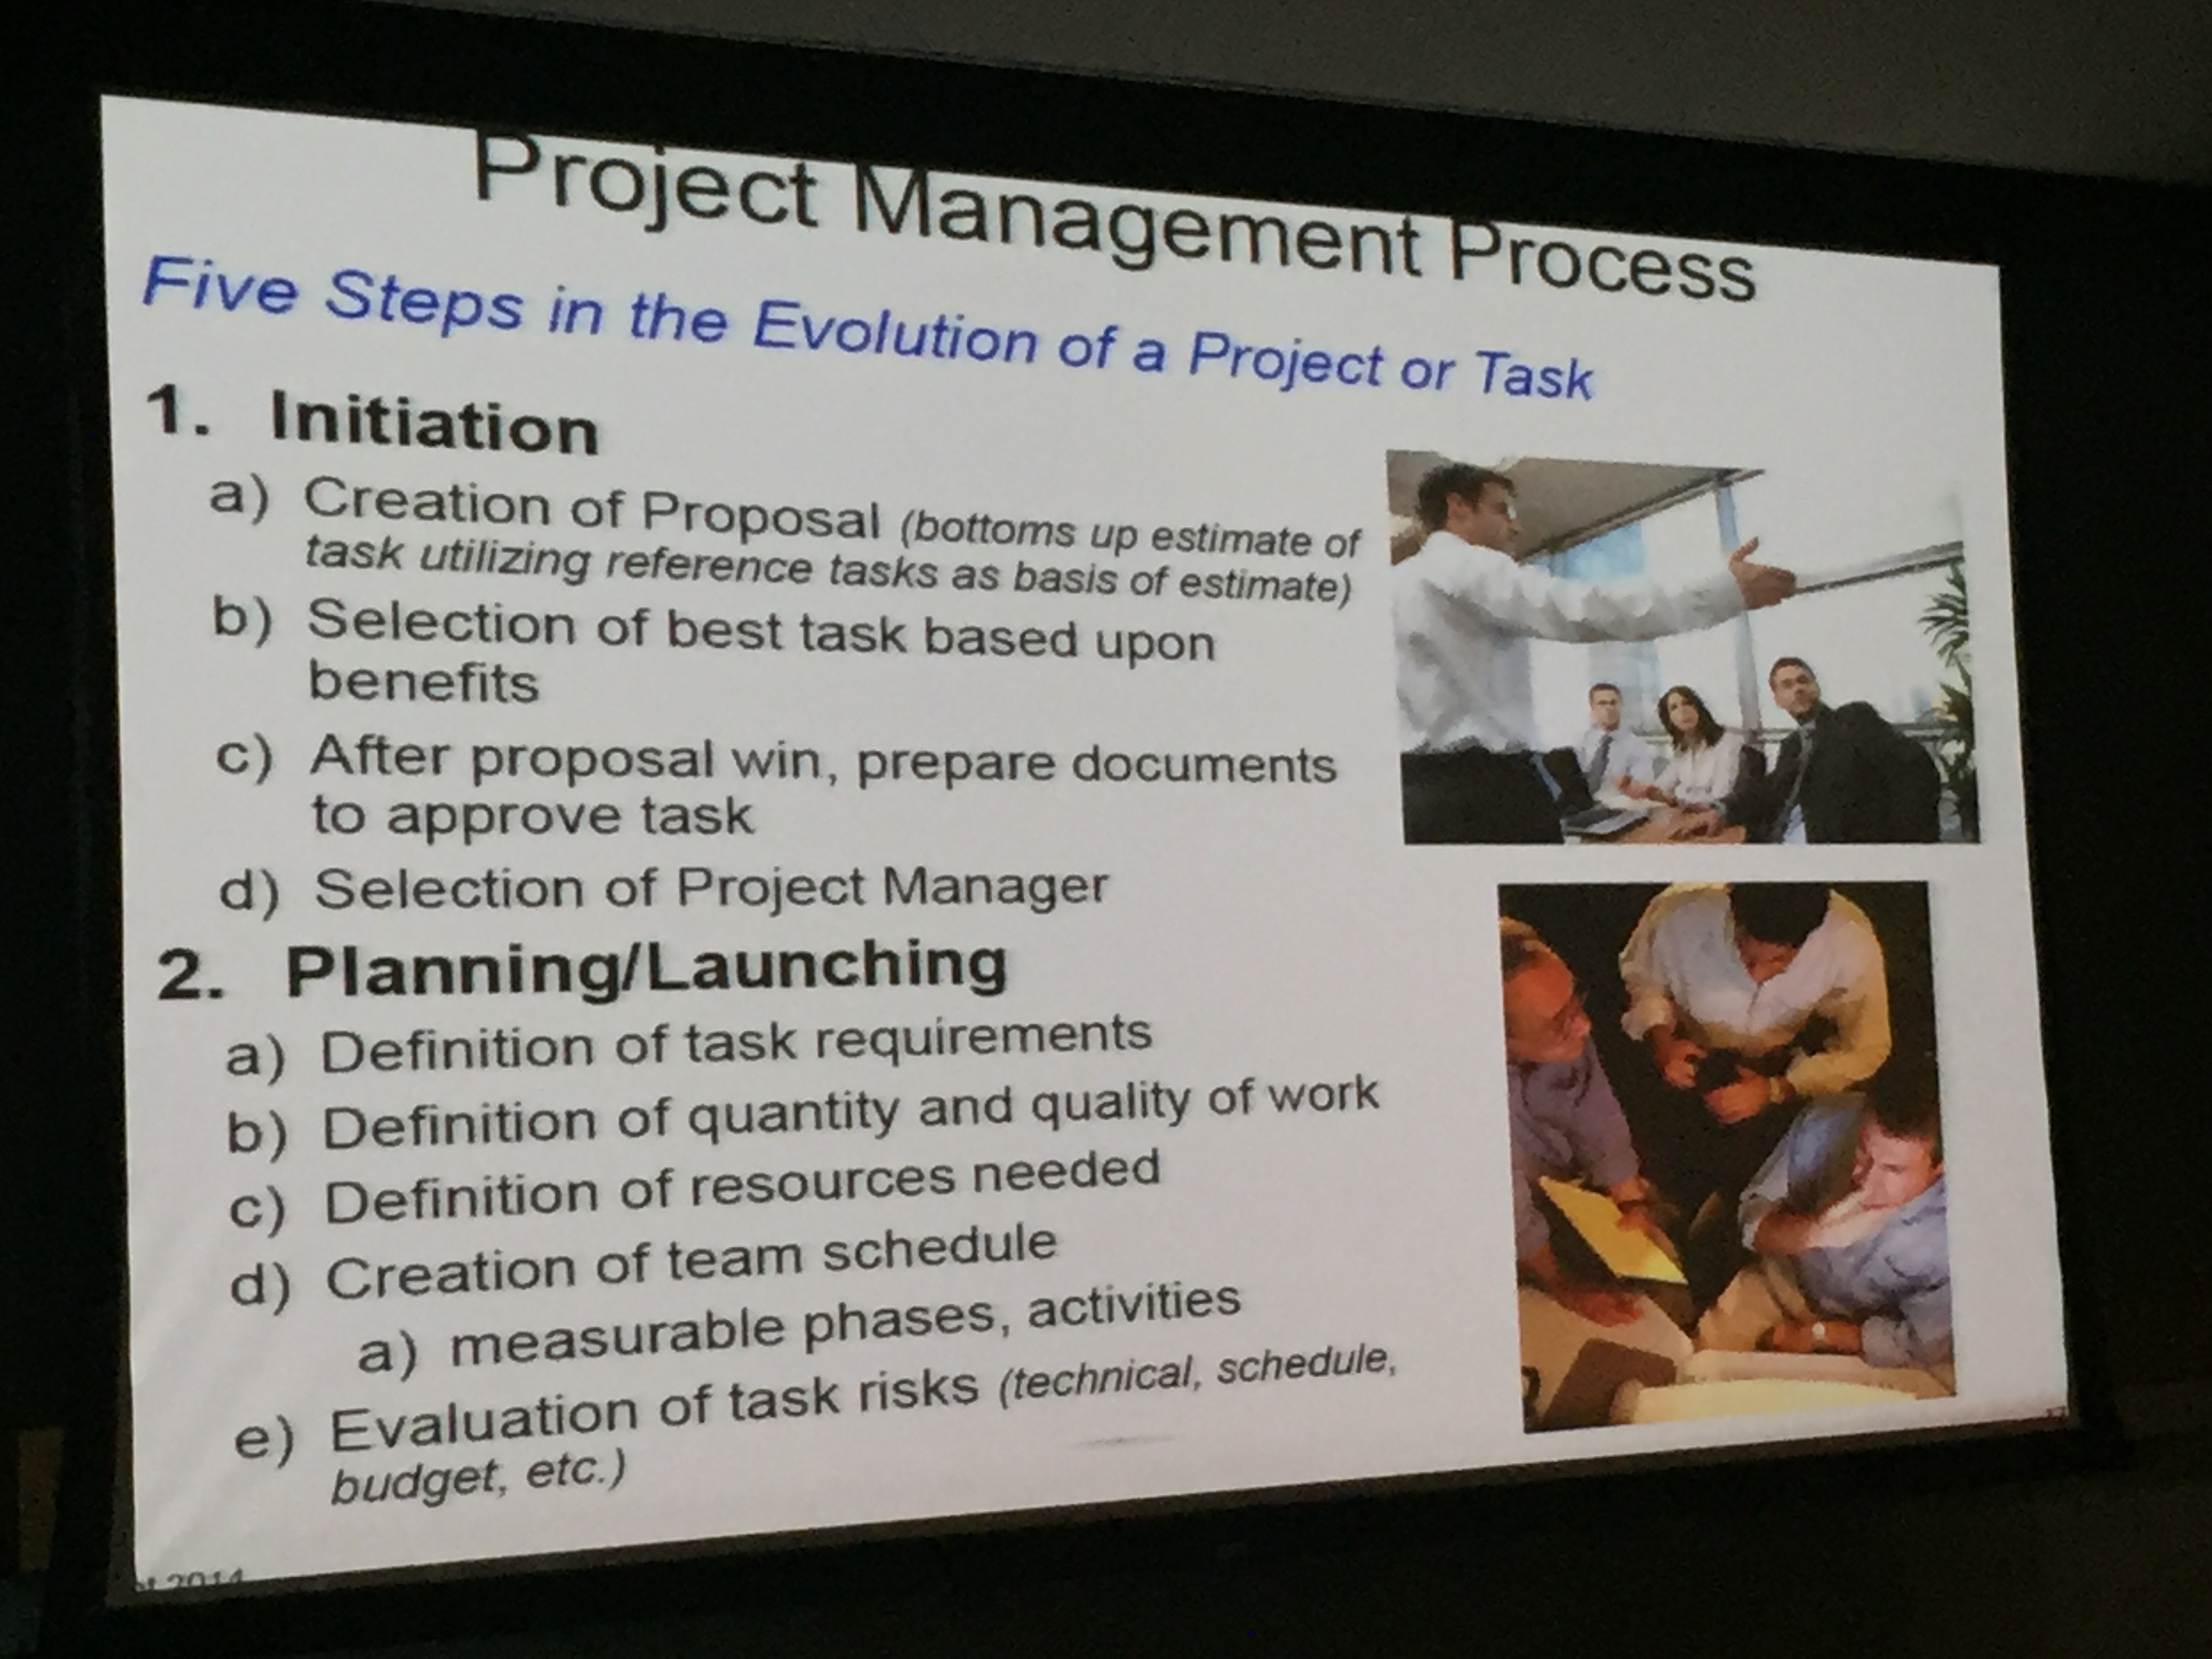 Project Management Process
Five Steps in the Evolution of a Project or Task
1. Initiation
a) Creation of Proposal (bottoms up estimate of
task utilizing reference tasks as basis of estimate)
b) Selection of best task based upon
benefits
c) After proposal win, prepare documents
to approve task
d) Selection of Project Manager
2. Planning/Launching
a) Definition of task requirements
b) Definition of quantity and quality of work
c) Definition of resources needed
d) Creation of team schedule
a) measurable phases, activities
e) Evaluation of task risks (technical, schedule,
budget, etc.)
2014